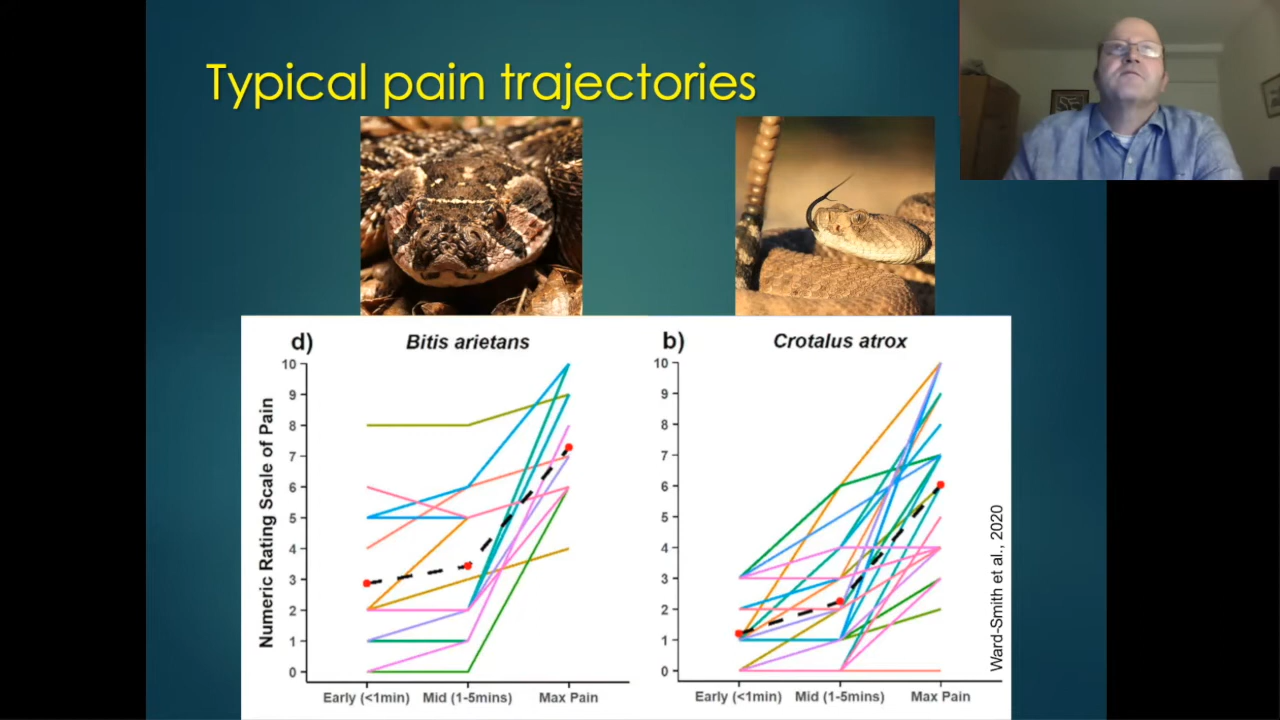 Typical pain trajectories
d)
Bitis arietans
Numeric Rating Scale of Pain
10
9
8
7
6
5
4
3
2
1
0
Early (<1min)
Mid (1-5mins)
Max Pain
b)
Crotalus atrox
10
9
8
7
6
5
4
3
2
1
0
Early (<1min)
Mid (1-5mins)
Max Pain
Ward-Smith et al., 2020